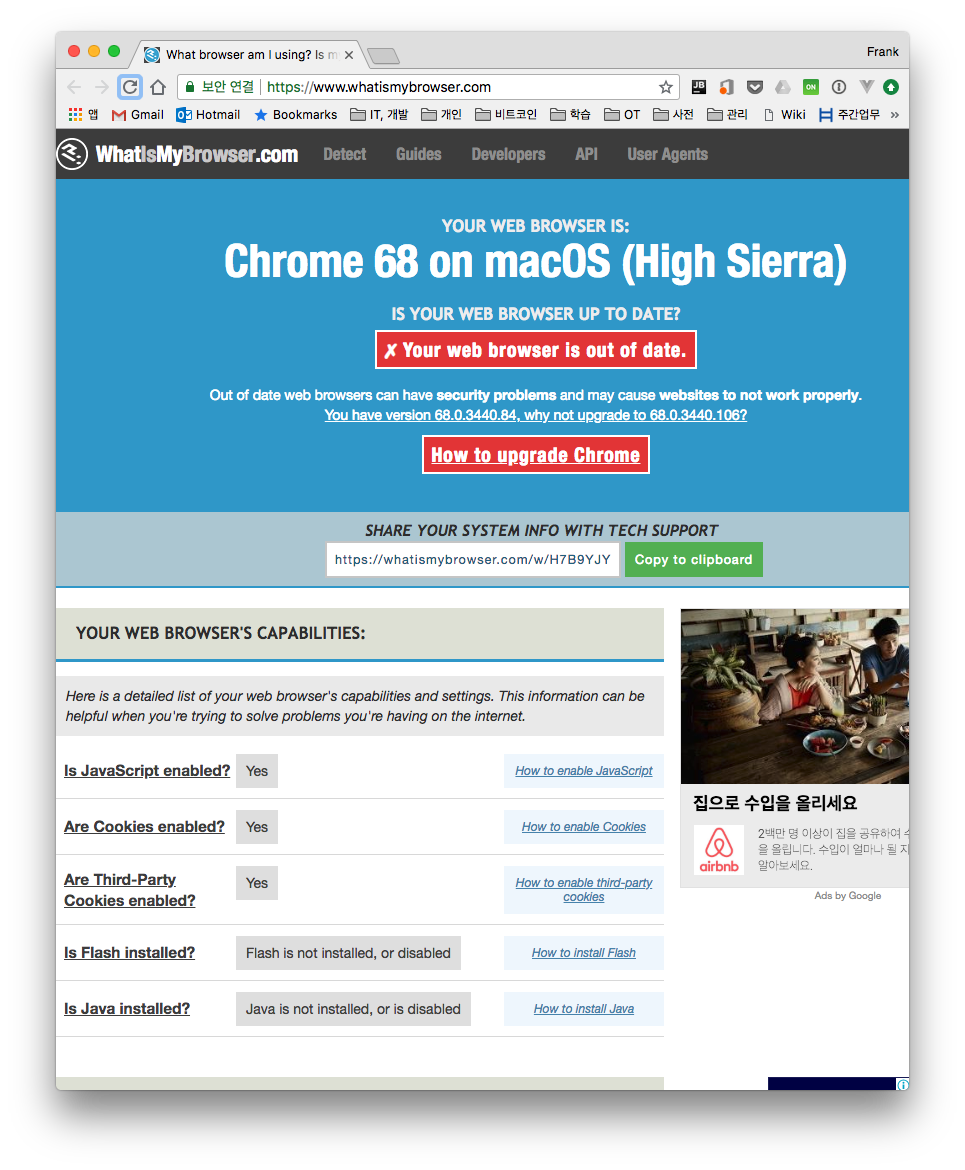 What browser am I using? Is m
Frank
보안 연결 https://www.whatismybrowser.com
JB
ON
앱 Gmail Hotmail Bookmarks IT, 개발 개인 비트코인 학습 OT 사전 관리 Wiki 주간업무 »
WhatIsMyBrowser.com Detect Guides Developers API User Agents
YOUR WEB BROWSER IS:
Chrome 68 on macOS (High Sierra)
IS YOUR WEB BROWSER UP TO DATE?
✗ Your web browser is out of date.
Out of date web browsers can have security problems and may cause websites to not work properly.
You have version 68.0.3440.84, why not upgrade to 68.0.3440.106?
How to upgrade Chrome
SHARE YOUR SYSTEM INFO WITH TECH SUPPORT
https://whatismybrowser.com/w/H7B9YJY Copy to clipboard
YOUR WEB BROWSER'S CAPABILITIES:
Here is a detailed list of your web browser's capabilities and settings. This information can be
helpful when you're trying to solve problems you're having on the internet.
Is JavaScript enabled? Yes How to enable JavaScript
Are Cookies enabled? Yes How to enable Cookies
Are Third-Party
Cookies enabled? Yes How to enable third-party
cookies
Is Flash installed? Flash is not installed, or disabled How to install Flash
Is Java installed? Java is not installed, or is disabled How to install Java
집으로 수입을 올리세요
airbnb
2백만 명 이상이 집을 공유하여
을 올립니다. 수입이 얼마나 될
알아보세요.
Ads by Google